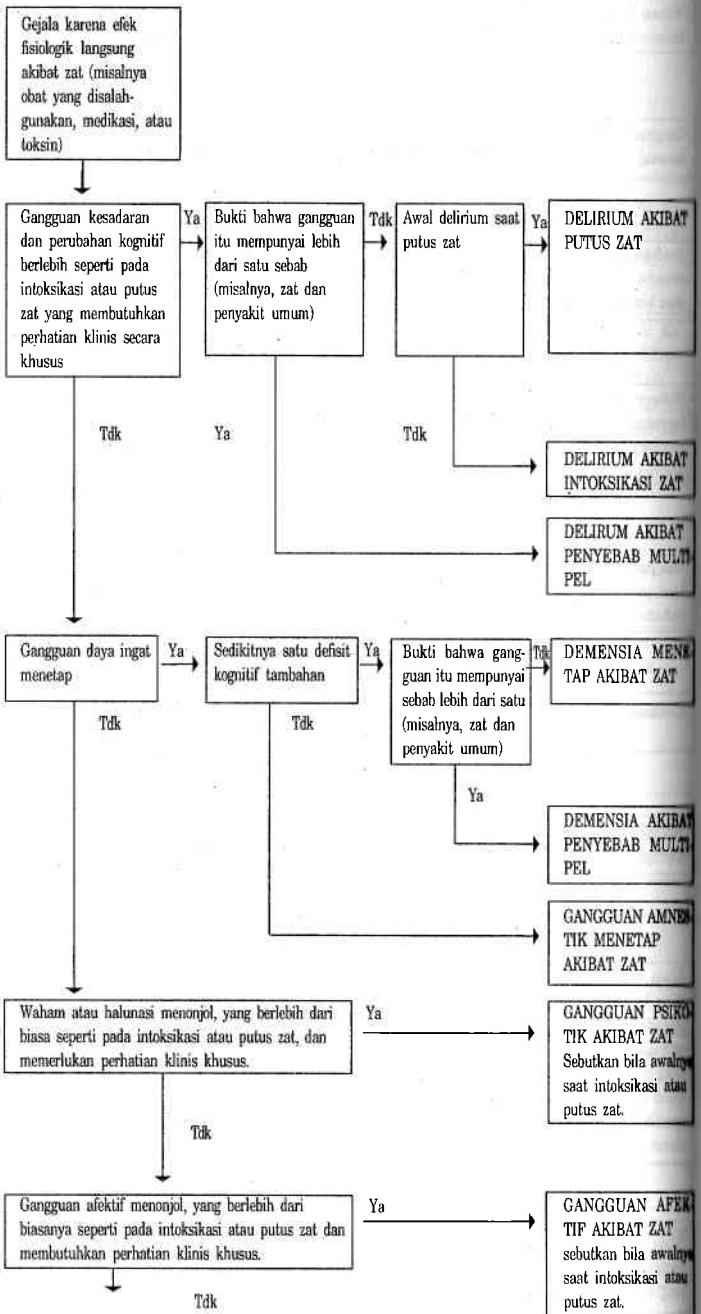 Gejala karena efek
fisiologik langsung
akibat zat (misalnya
obat yang disalah-
gunakan, medikasi, atau
toksin)
Gangguan kesadaran
dan perubahan kognitif
berlebih seperti pada
intoksikasi atau putus
zat yang membutuhkan
perhatian klinis secara
khusus
Ya
Bukti bahwa gangguan
itu mempunyai lebih
dari satu sebab
(misalnya, zat dan
penyakit umum)
Tdk
Awal delirium saat
putus zat
Ya
DELIRIUM AKIBAT
PUTUS ZAT
Tdk
Ya
Tdk
DELIRIUM AKIBAT
INTOKSIKASI ZAT
DELIRUM AKIBAT
PENYEBAB MULTI-
PEL
Gangguan daya ingat
menetap
Ya
Sedikitnya satu defisit
kognitif tambahan
Ya
Bukti bahwa gang-
guan itu mempunyai
sebab lebih dari satu
(misalnya, zat dan
penyakit umum)
Tdk
DEMENSIA MENE-
TAP AKIBAT ZAT
Tdk
Tdk
Ya
DEMENSIA AKIBAT
PENYEBAB MULTI-
PEL
GANGGUAN AMNES-
TIK MENETAP
AKIBAT ZAT
Waham atau halunasi menonjol, yang berlebih dari
biasa seperti pada intoksikasi atau putus zat, dan
memerlukan perhatian klinis khusus.
Ya
GANGGUAN PSIKO-
TIK AKIBAT ZAT
Sebutkan bila awalnya
saat intoksikasi atau
putus zat.
Tdk
Gangguan afektif menonjol, yang berlebih dari
biasanya seperti pada intoksikasi atau putus zat dan
membutuhkan perhatian klinis khusus.
Ya
GANGGUAN AFEK-
TIF AKIBAT ZAT
sebutkan bila awalnya
saat intoksikasi atau
putus zat.
Tdk